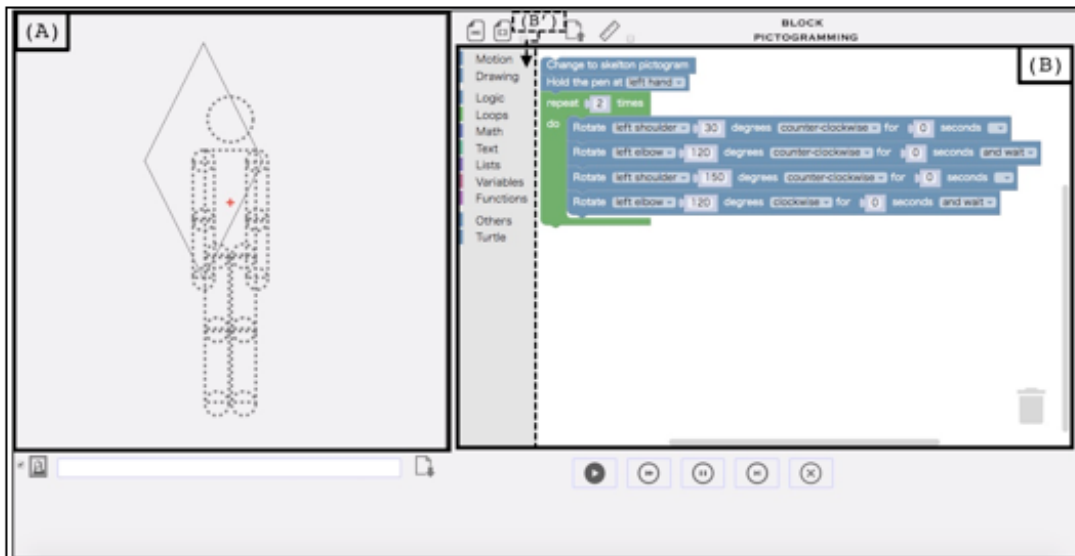 (A)
(B')
BLOCK
PICTOGRAMMING
(B)
Motion
Drawing
Logic
Loops
Math
Text
Lists
Variables
Functions
Others
Turtle
Change to skelton pictogram
Hold the pen at left hand
repeat 2 times
do
Rotate left shoulder 30 degrees counter-clockwise for 0 seconds
Rotate left elbow 120 degrees counter-clockwise for 0 seconds and wait
Rotate left shoulder 150 degrees counter-clockwise for 0 seconds
Rotate left elbow 120 degrees clockwise for 0 seconds and wait